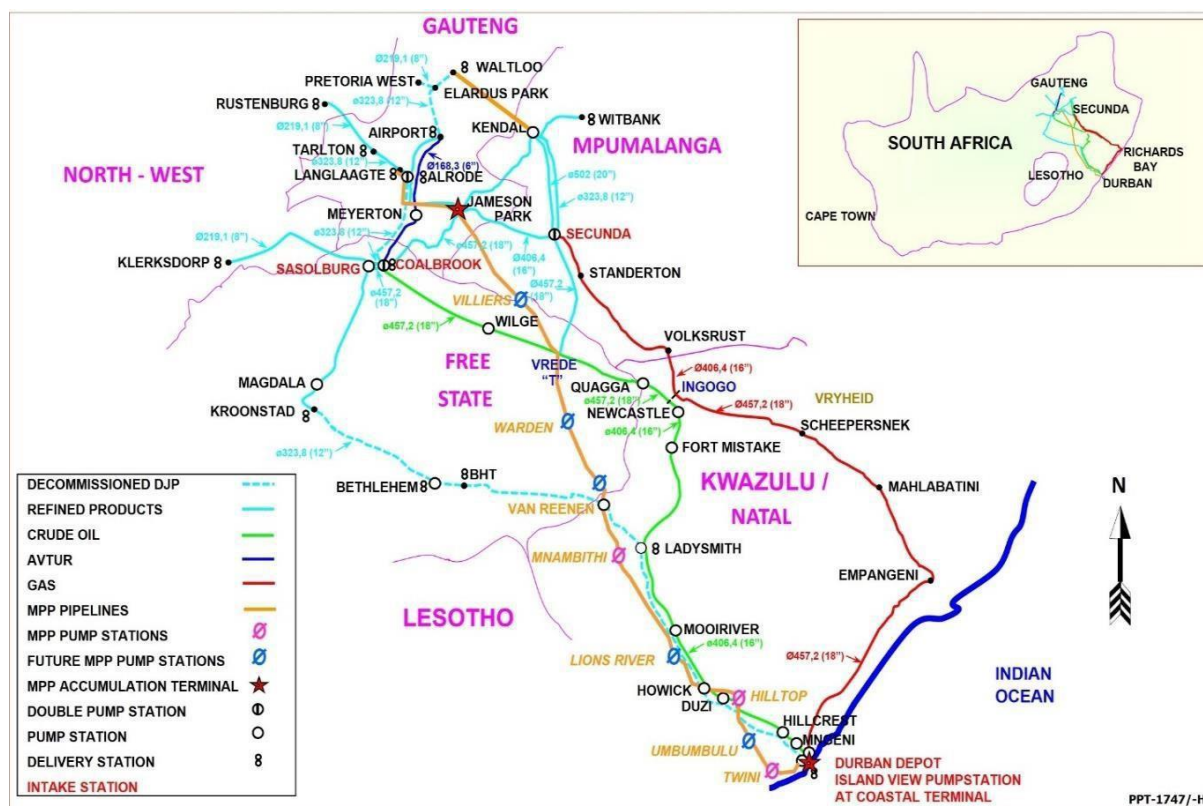 GAUTENG
Ø219,1 (8")
WALTLOO
PRETORIA WEST
ELARDUS PARK
RUSTENBURG
ø323,8 (12")
Ø219,1 (8")
AIRPORT
KENDAL
WITBANK
TARLTON
ø323,8 (12")
MPUMALANGA
Ø168,3 (6")
NORTH - WEST
LANGLAAGTE
ALRODE
ø502 (20")
ø323,8 (12")
MEYERTON
JAMESON
PARK
Ø219,1 (8")
ø323,8 (12")
ø457,2 (18")
SECUNDA
KLERKSDORP
SASOLBURG
COALBROOK
Ø406,4
(16")
STANDERTON
ø457,2
(18")
Ø457,2
(18")
VILLIERS
ø457,2 (18")
WILGE
VOLKSRUST
FREE
STATE
VREDE
"T"
Ø406,4 (16")
MAGDALA
QUAGGA
INGOGO
ø457,2 (18")
Ø457,2 (18")
VRYHEID
KROONSTAD
NEWCASTLE
WARDEN
ø406,4 (16")
SCHEEPERSNEK
FORT MISTAKE
ø323,8 (12")
BETHLEHEM
BHT
KWAZULU /
NATAL
MAHLABATINI
VAN REENEN
LADYSMITH
MNAMBITHI
EMPANGENI
LESOTHO
MOOIRIVER
ø406,4 (16")
LIONS RIVER
Ø457,2 (18")
INDIAN
OCEAN
HOWICK
DUZI
HILLTOP
HILLCREST
MNGENI
UMBUMBULU
TWINI
DURBAN DEPOT
ISLAND VIEW PUMPSTATION
AT COASTAL TERMINAL
N
GAUTENG
SECUNDA
SOUTH AFRICA
RICHARDS
BAY
LESOTHO
DURBAN
CAPE TOWN
DECOMMISSIONED DJP
REFINED PRODUCTS
CRUDE OIL
AVTUR
GAS
MPP PIPELINES
MPP PUMP STATIONS
FUTURE MPP PUMP STATIONS
MPP ACCUMULATION TERMINAL
DOUBLE PUMP STATION
PUMP STATION
DELIVERY STATION
INTAKE STATION